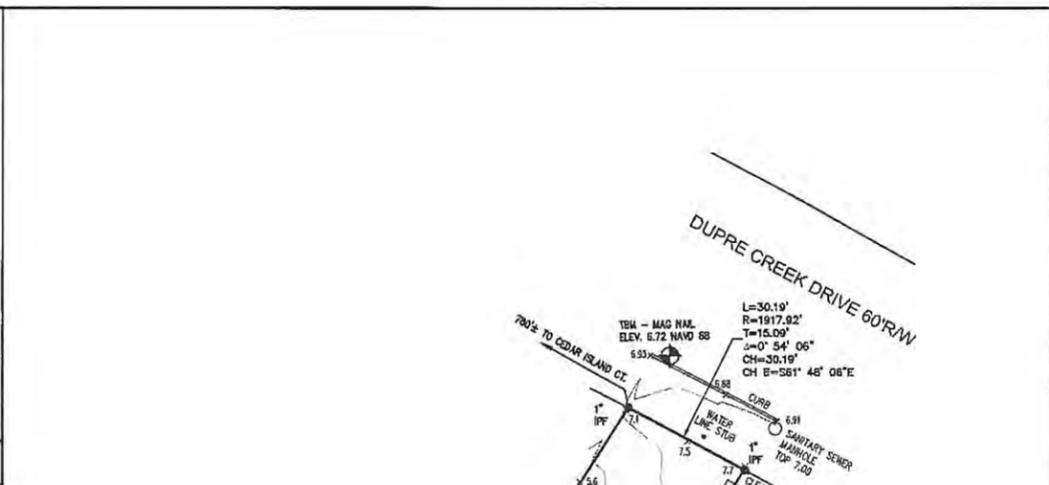 DUPRE CREEK DRIVE 60'R/W
L=30.19'
R=1917.92'
T=15.09'
Δ=0° 54' 06"
CH=30.19'
CH B=S61° 48' 08"E
TBM - MAG NAIL
ELEV. 6.72 NAVD 88
780'± TO CEDAR ISLAND CT.
6.93
6.88
CURB
6.91
SANITARY SEWER
MANHOLE
TOP 7.00
WATER
LINE STUB
1"
IPF
7.1
7.5
1"
IPF
7.7
5.6